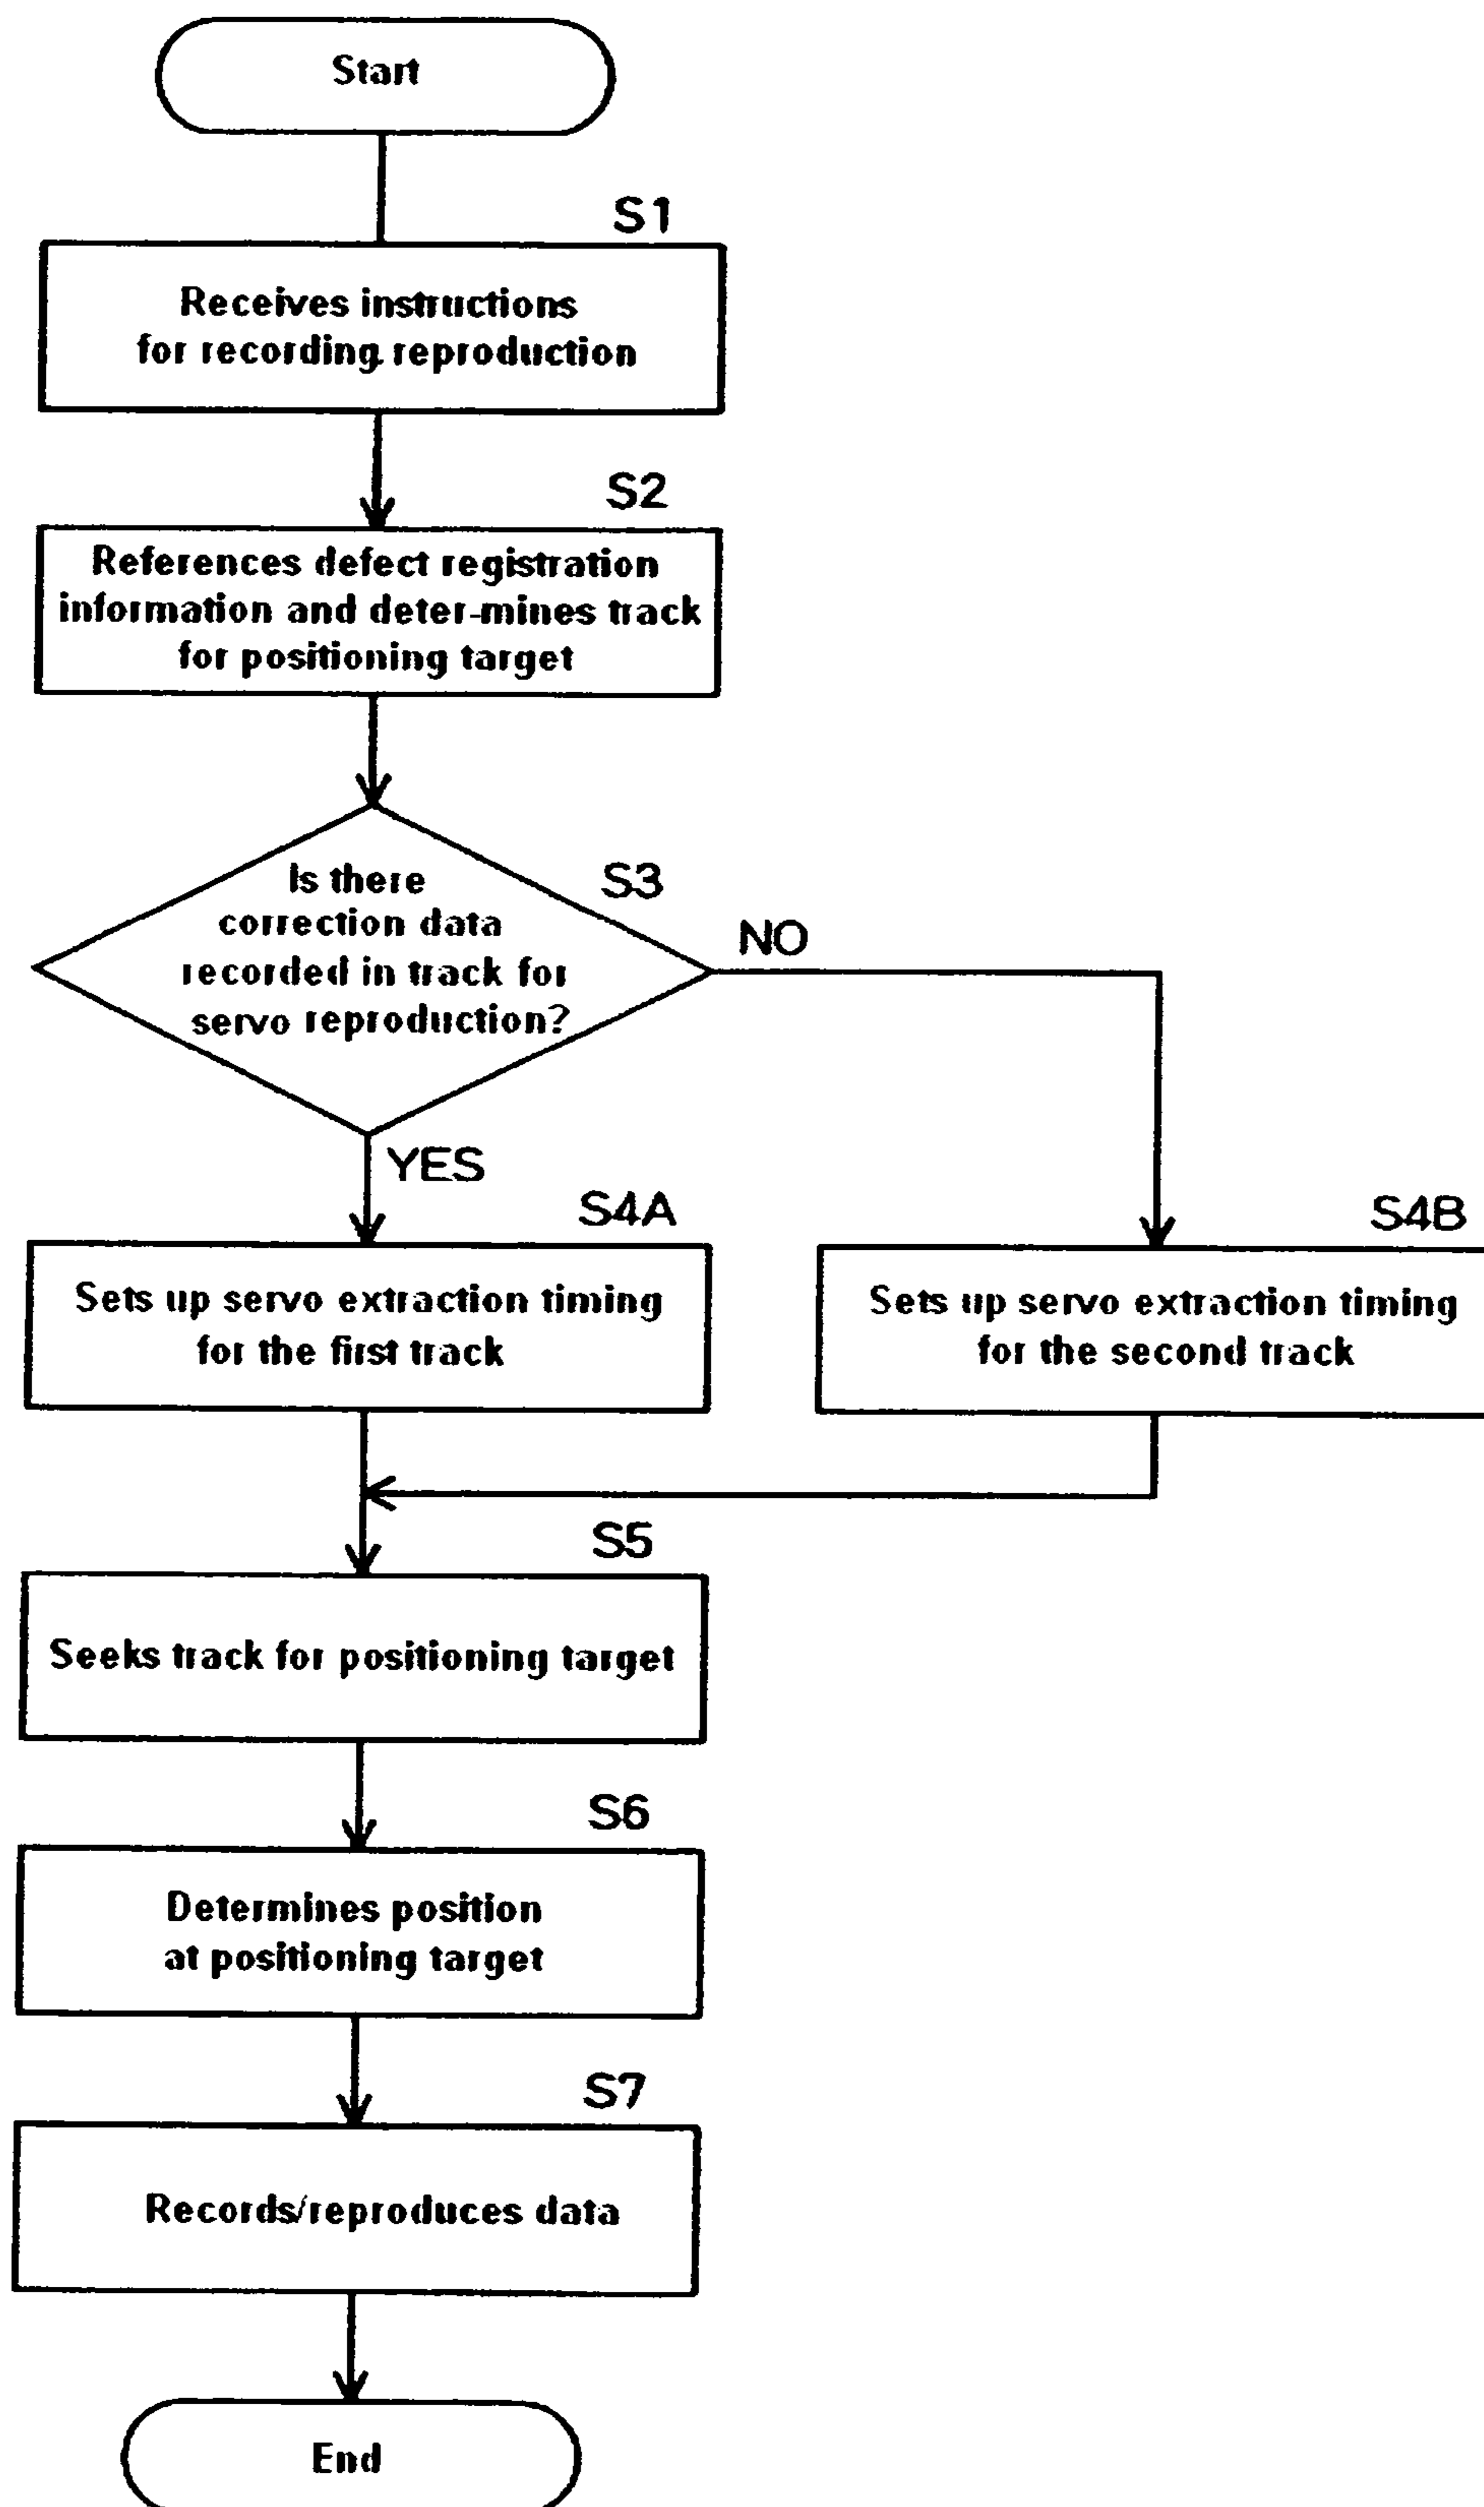 Start
S1
Receives instructions
for recording reproduction
S2
References defect registration
information and deter-mines track
for positioning target
S3
Is there
correction data
recorded in track for
servo reproduction?
NO
YES
S4A
Sets up servo extraction timing
for the first track
S4B
Sets up servo extraction timing
for the second track
S5
Seeks track for positioning target
S6
Determines position
at positioning target
S7
Records/reproduces data
End